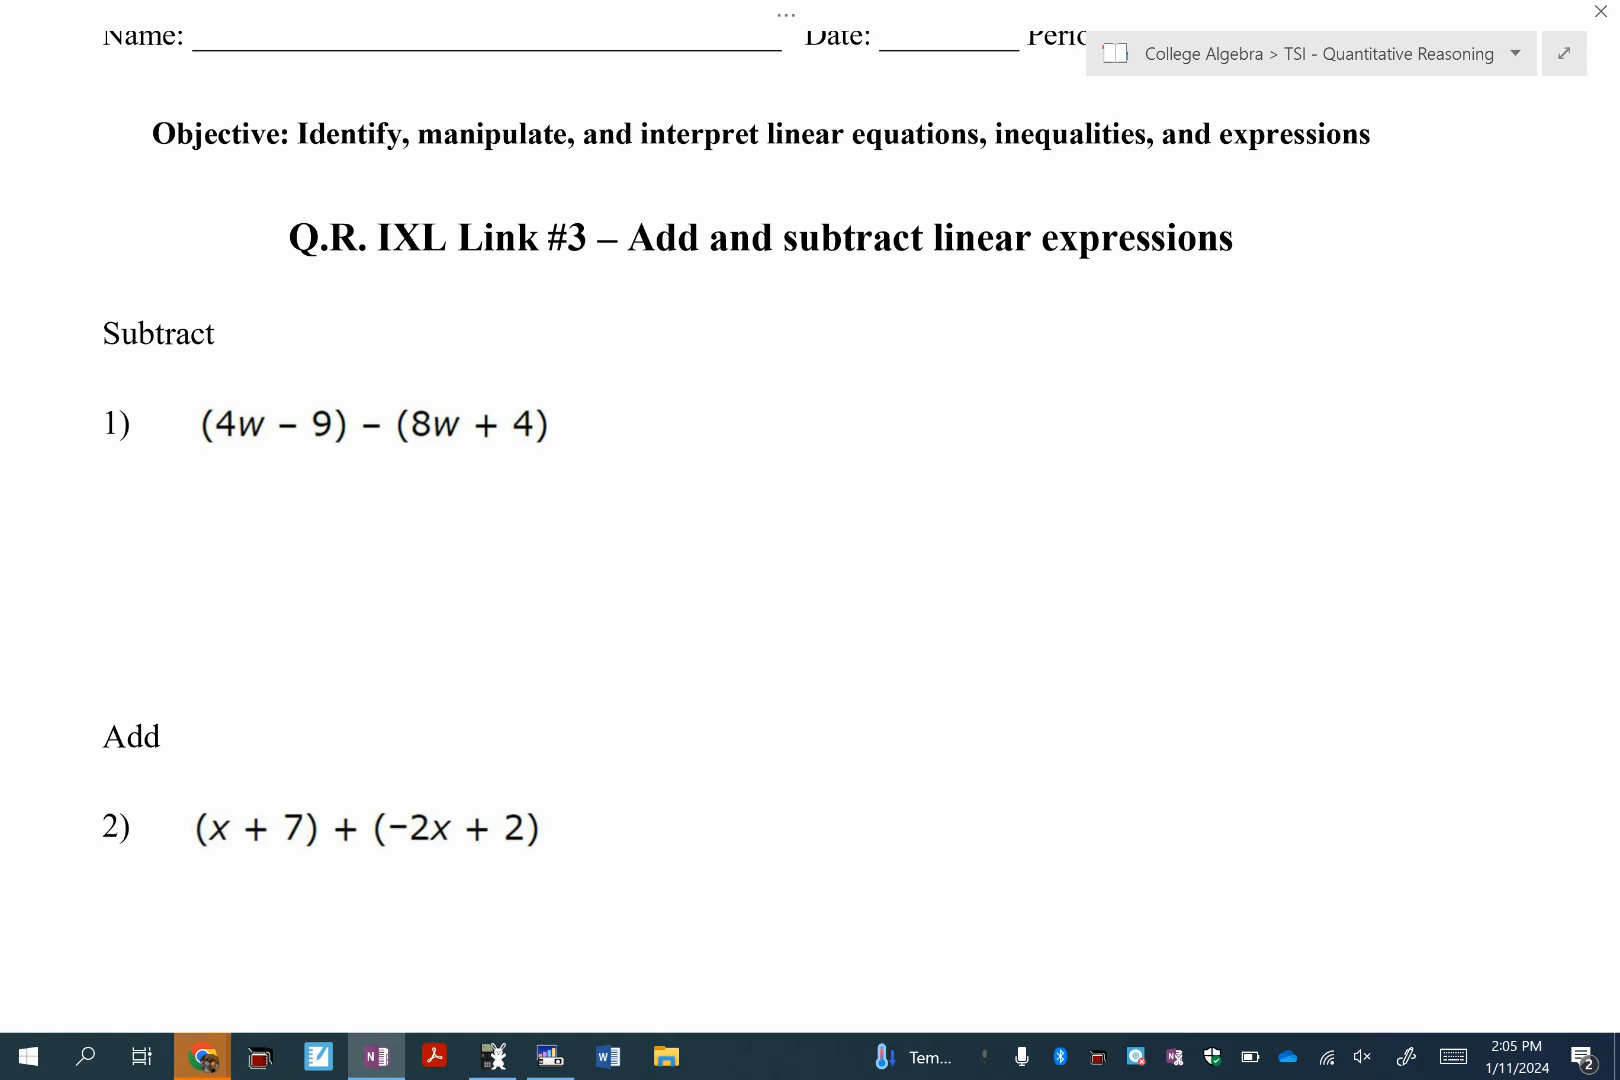 ...
Name: Date: Perio
College Algebra > TSI - Quantitative Reasoning
Objective: Identify, manipulate, and interpret linear equations, inequalities, and expressions
Q.R. IXL Link #3 – Add and subtract linear expressions
Subtract
1) (4w – 9) – (8w + 4)
Add
2) (x + 7) + (–2x + 2)
Tem...
2:05 PM
1/11/2024
2